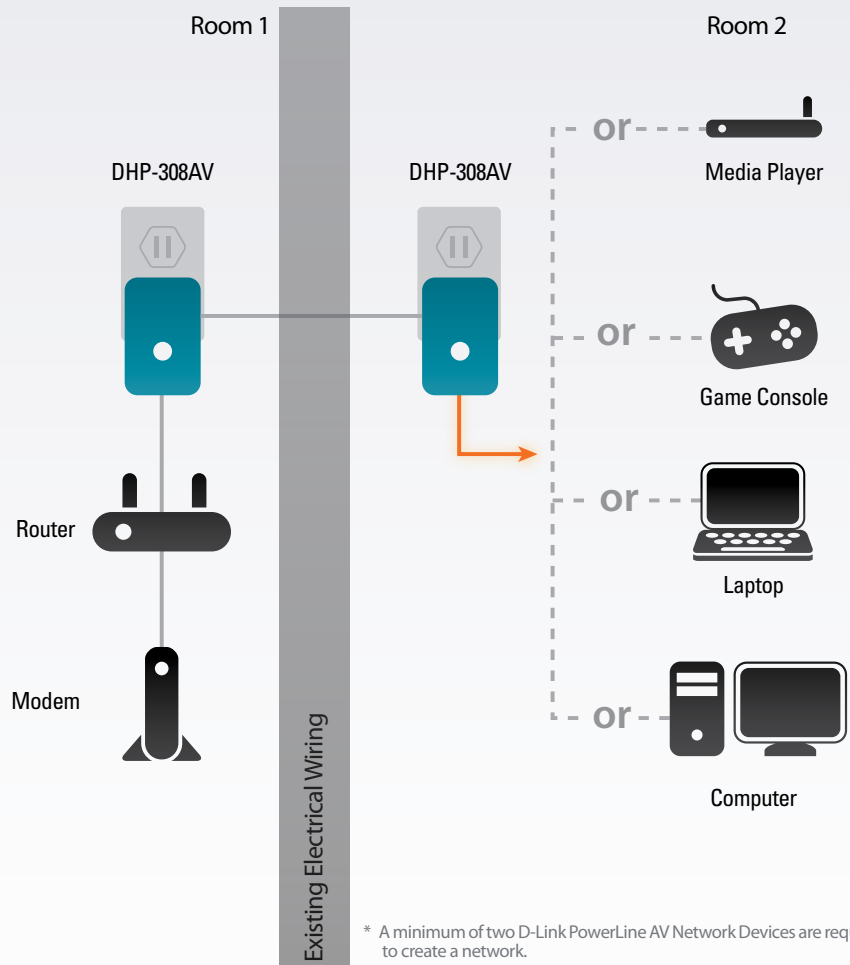 Room 1
Room 2
DHP-308AV
DHP-308AV
or
Media Player
or
Game Console
Router
or
Laptop
Modem
or
Computer
Existing Electrical Wiring
* A minimum of two D-Link PowerLine AV Network Devices are
to create a network.